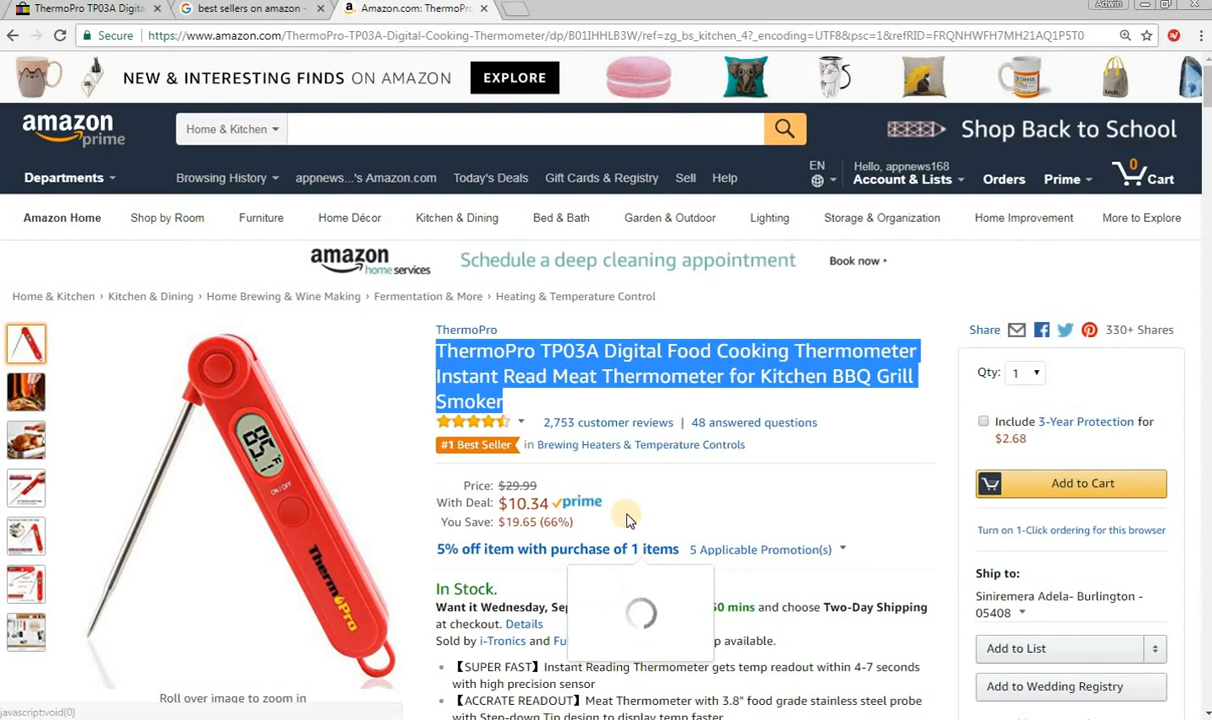 Admin
ThermoPro TP03A Digita
best sellers on amazon -
Amazon.com: ThermoPro
Secure
https://www.amazon.com/ThermoPro-TP03A-Digital-Cooking-Thermometer/dp/B01IHHLB3W/ref=zg_bs_kitchen_4?_encoding=UTF8&psc=1&refRID=FRQNHWFH7MH21AQ1P5T0
NEW & INTERESTING FINDS ON AMAZON EXPLORE
amazon prime
Home & Kitchen
Shop Back to School
Departments
Browsing History
appnews...'s Amazon.com
Today's Deals
Gift Cards & Registry
Sell
Help
EN
Hello, appnews168
Account & Lists
Orders
Prime
0
Cart
Amazon Home
Shop by Room
Furniture
Home Décor
Kitchen & Dining
Bed & Bath
Garden & Outdoor
Lighting
Storage & Organization
Home Improvement
More to Explore
amazon home services
Schedule a deep cleaning appointment
Book now
Home & Kitchen › Kitchen & Dining › Home Brewing & Wine Making › Fermentation & More › Heating & Temperature Control
85 °F
ON/OFF
ThermoPro
Roll over image to zoom in
ThermoPro
ThermoPro TP03A Digital Food Cooking Thermometer
Instant Read Meat Thermometer for Kitchen BBQ Grill
Smoker
2,753 customer reviews | 48 answered questions
#1 Best Seller in Brewing Heaters & Temperature Controls
Price: $29.99
With Deal: $10.34 prime
You Save: $19.65 (66%)
5% off item with purchase of 1 items 5 Applicable Promotion(s)
In Stock.
Want it Wednesday, 50 mins and choose Two-Day Shipping
at checkout. Details
Sold by i-Tronics and available.
【SUPER FAST】Instant Reading Thermometer gets temp readout within 4-7 seconds
with high precision sensor
【ACCRATE READOUT】Meat Thermometer with 3.8" food grade stainless steel probe
with Step-down Tip design to display temp faster
Share 330+ Shares
Qty: 1
Include 3-Year Protection for
$2.68
Add to Cart
Turn on 1-Click ordering for this browser
Ship to:
Siniremera Adela- Burlington -
05408
Add to List
Add to Wedding Registry
javascript:void(0)